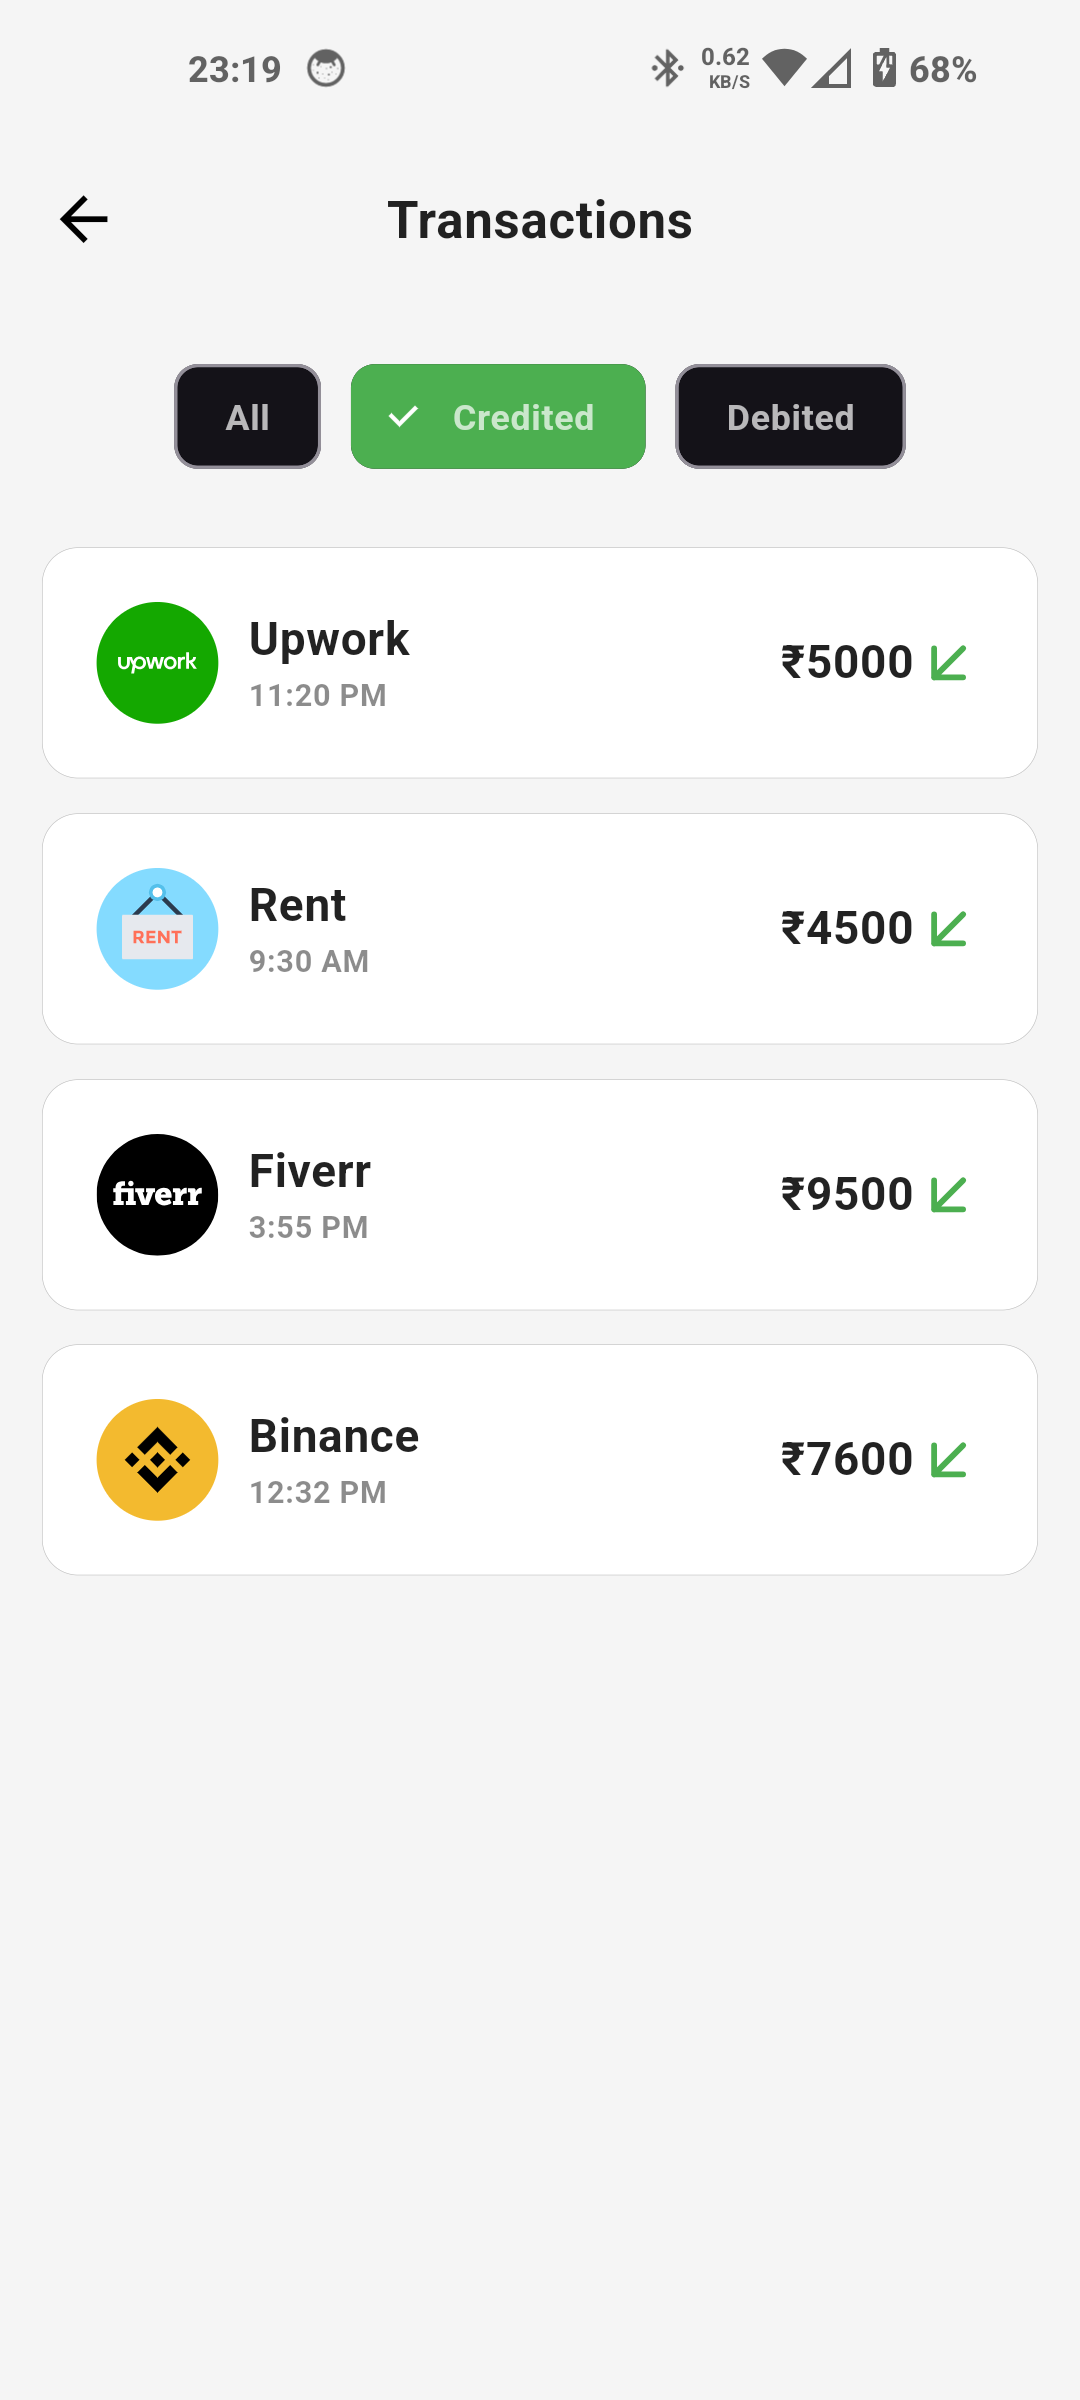 23:19 0.62 KB/S 68%
Transactions
All Credited Debited
upwork Upwork ₹5000
11:20 PM
RENT Rent ₹4500
9:30 AM
fiverr Fiverr ₹9500
3:55 PM
Binance ₹7600
12:32 PM